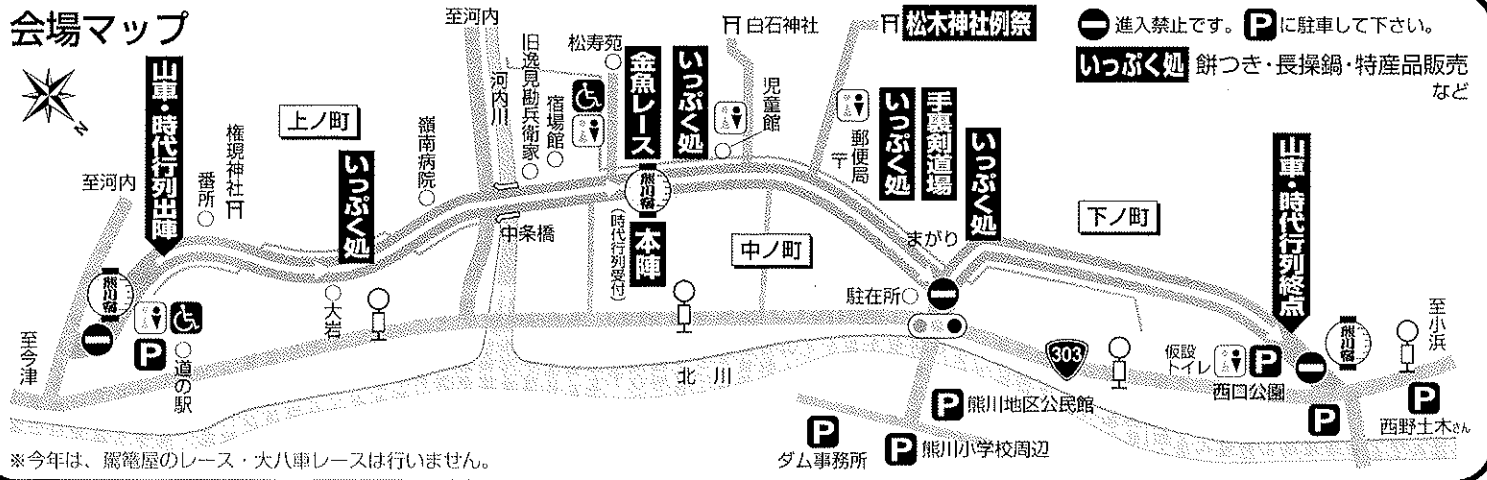 会場マップ
N
至河内
山車・時代行列出陣
上ノ町
いっぷく処
嶺南病院
権現神社
番所
至河内
熊川宿
P
道の駅
至今津
大岩
河内川
旧逸見勘兵衛家
宿場館
松寿苑
金魚レース
いっぷく処
白石神社
児童館
松木神社例祭
郵便局
いっぷく処
手裏剣道場
いっぷく処
進入禁止です。Pに駐車して下さい。
いっぷく処 餅つき・長操鍋・特産品販売
など
中条橋
熊川宿
本陣
(時代行列受付)
中ノ町
まがり
駐在所
下ノ町
山車・時代行列終点
熊川宿
至小浜
303
仮設
トイレ
P
西口公園
P
P
西野土木さん
北川
P 熊川地区公民館
P
ダム事務所
P 熊川小学校周辺
※今年は、駕篭屋のレース・大八車レースは行いません。